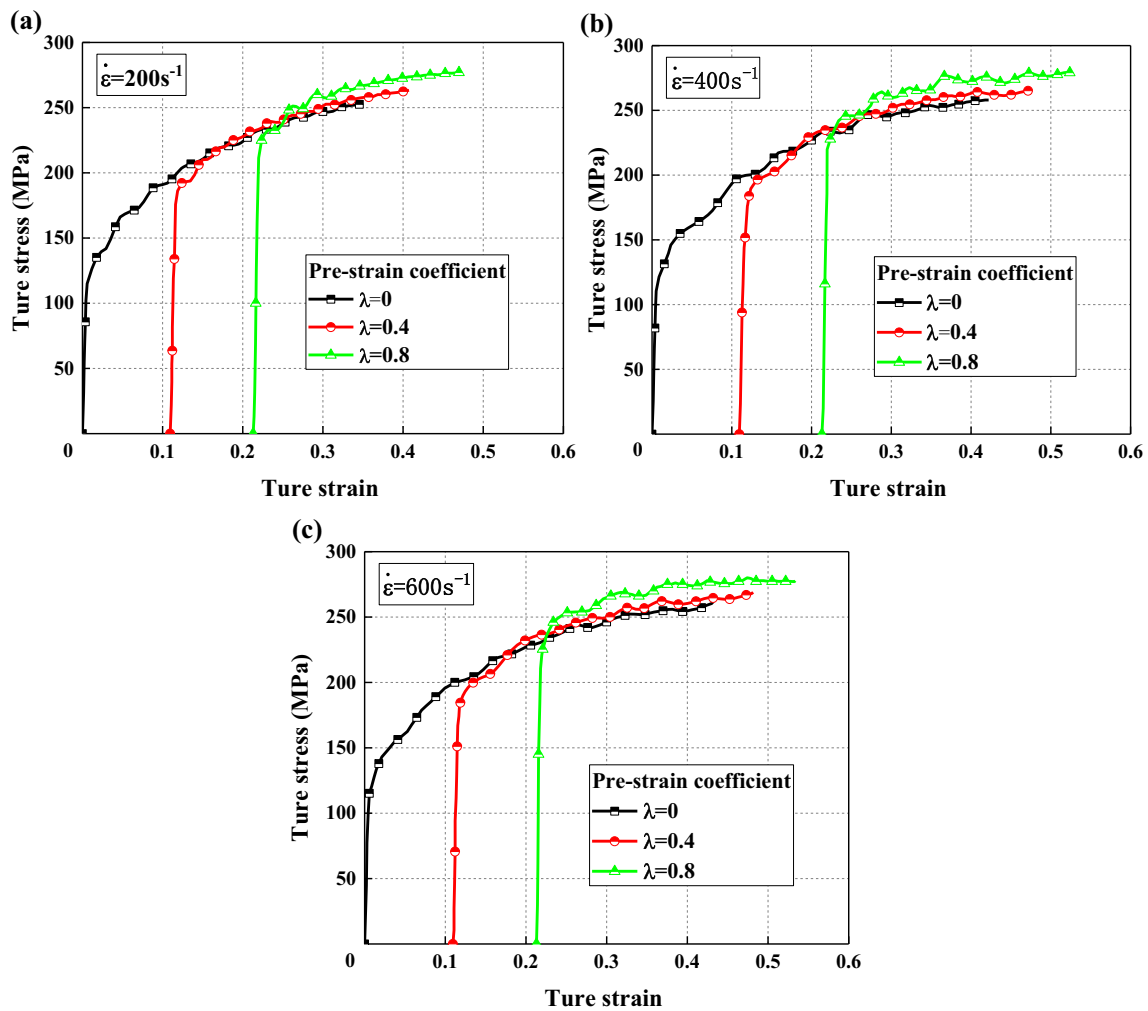 (a)
300
250
200
150
100
50
0
0.1
0.2
0.3
0.4
0.5
0.6
Ture stress (MPa)
Ture strain
ε̇=200s⁻¹
Pre-strain coefficient
λ=0
λ=0.4
λ=0.8
(b)
300
250
200
150
100
50
0
0.1
0.2
0.3
0.4
0.5
0.6
Ture stress (MPa)
Ture strain
ε̇=400s⁻¹
Pre-strain coefficient
λ=0
λ=0.4
λ=0.8
(c)
300
250
200
150
100
50
0
0.1
0.2
0.3
0.4
0.5
0.6
Ture stress (MPa)
Ture strain
ε̇=600s⁻¹
Pre-strain coefficient
λ=0
λ=0.4
λ=0.8